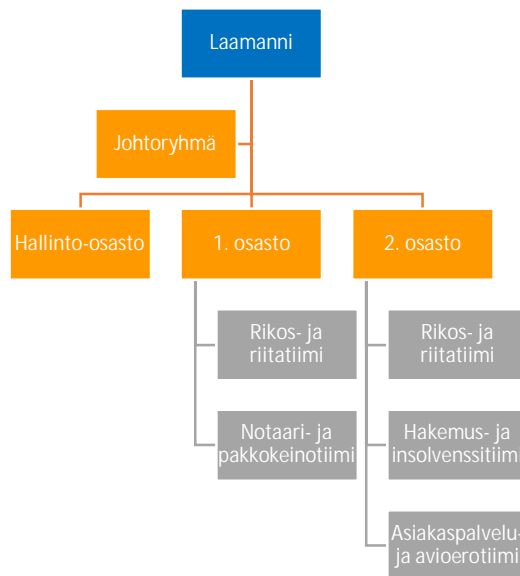 Laamanni
Johtoryhmä
Hallinto-osasto
1. osasto
2. osasto
Rikos- ja
riitatiimi
Rikos- ja
riitatiimi
Notaari- ja
pakkokeinotiimi
Hakemus- ja
insolvenssitiimi
Asiakaspalvelu-
ja avioerotiimi